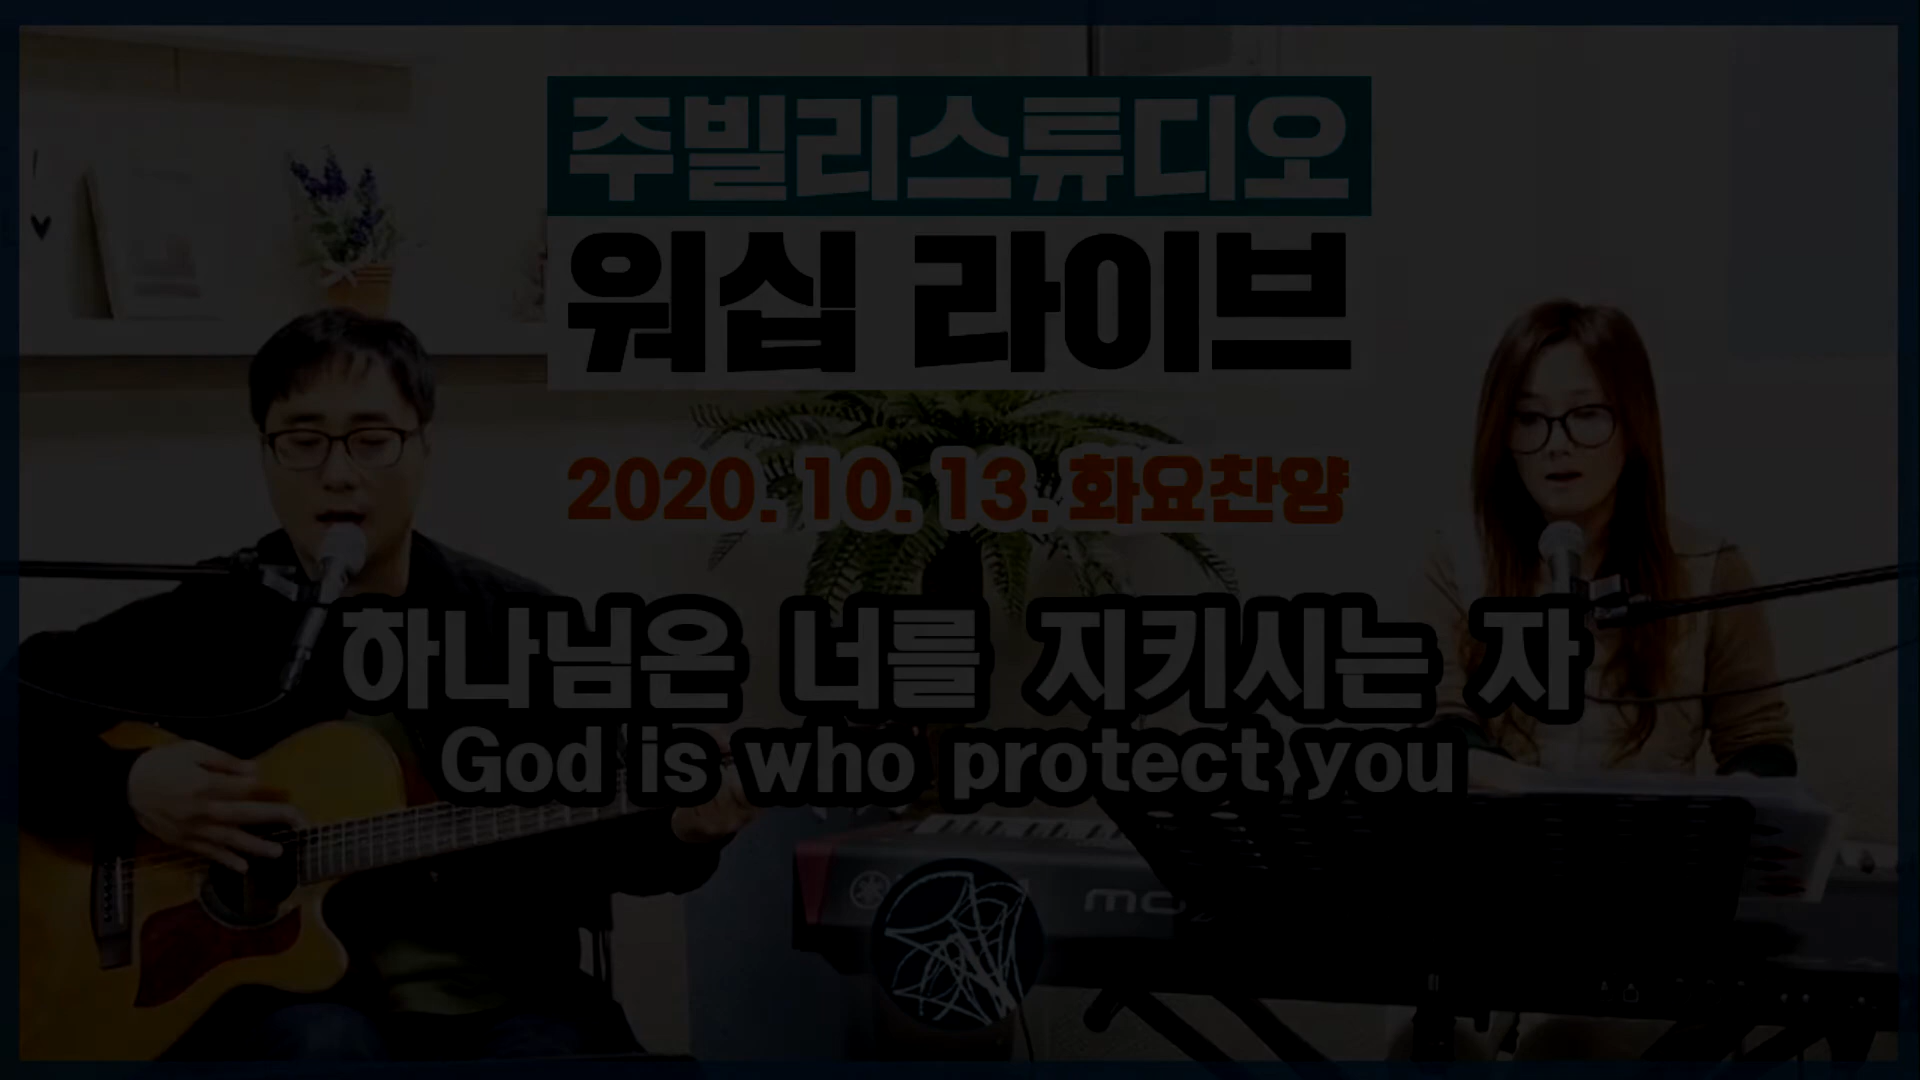 주빌리스튜디오
워십 라이브
2020. 10. 13. 화요찬양
하나님은 너를 지키시는 자
God is who protect you